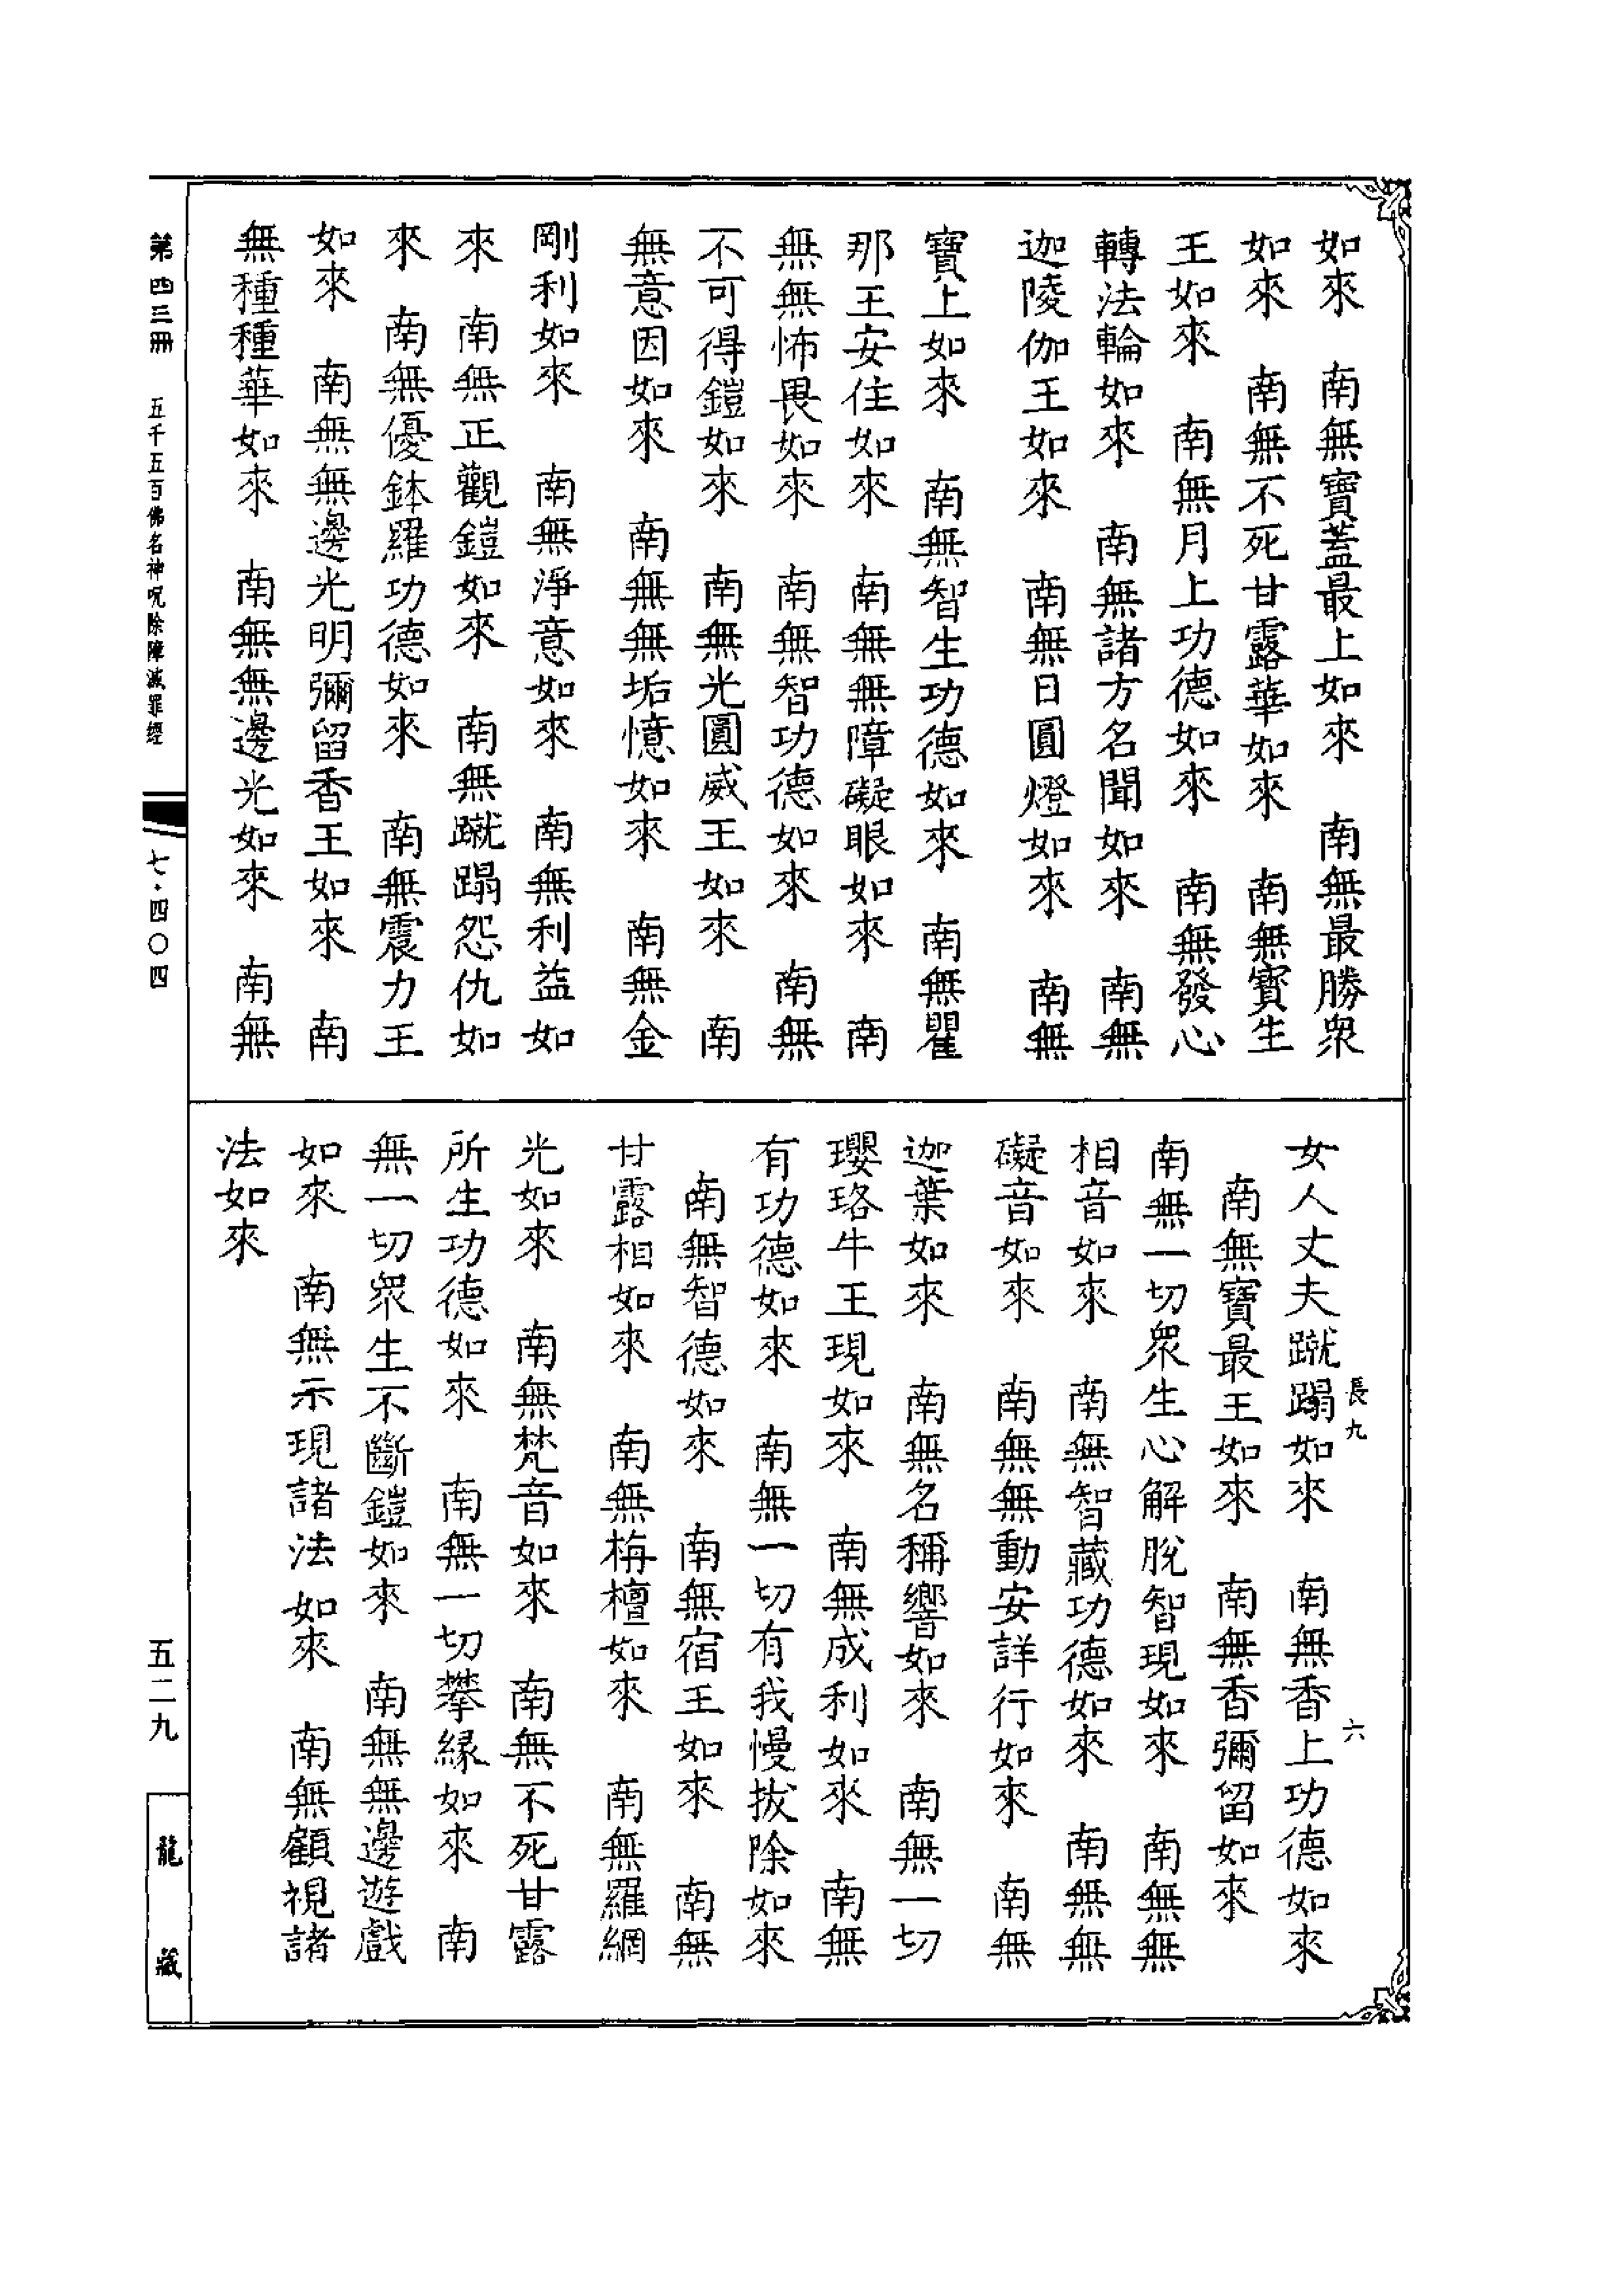 如來　南無寶蓋最上如來　南無最勝衆
如來　南無不死甘露華如來　南無寶生
王如來　南無月上功德如來　南無發心
轉法輪如來　南無諸方名聞如來　南無
迦陵伽王如來　南無日圓燈如來　南無
寶上如來　南無智生功德如來　南無瞿
那王安住如來　南無無障礙眼如來　南
無無怖畏如來　南無智功德如來　南無
不可得鎧如來　南無光圓威王如來　南
無意因如來　南無無垢憶如來　南無金
剛利如來　南無淨意如來　南無利益如
來　南無正觀鎧如來　南無蹴蹋怨仇如
來　南無優鉢羅功德如來　南無震力王
如來　南無無邊光明彌留香王如來　南
無種種華如來　南無無邊光如來　南無
長九　六
女人丈夫蹴蹋如來　南無香上功德如來
南無寶最王如來　南無香彌留如來
南無一切衆生心解脫智現如來　南無無
相音如來　南無智藏功德如來　南無無
礙音如來　南無無動安詳行如來　南無
迦葉如來　南無名稱響如來　南無一切
瓔珞牛王現如來　南無成利如來　南無
有功德如來　南無一切有我慢拔除如來
南無智德如來　南無宿王如來　南無
甘露相如來　南無栴檀如來　南無羅網
光如來　南無梵音如來　南無不死甘露
所生功德如來　南無一切攀緣如來　南
無一切衆生不斷鎧如來　南無無邊遊戲
如來　南無示現諸法如來　南無顧視諸
法如來
第四三冊　五千五百佛名神呪除障滅罪經
七·四〇四
五二九
龍藏